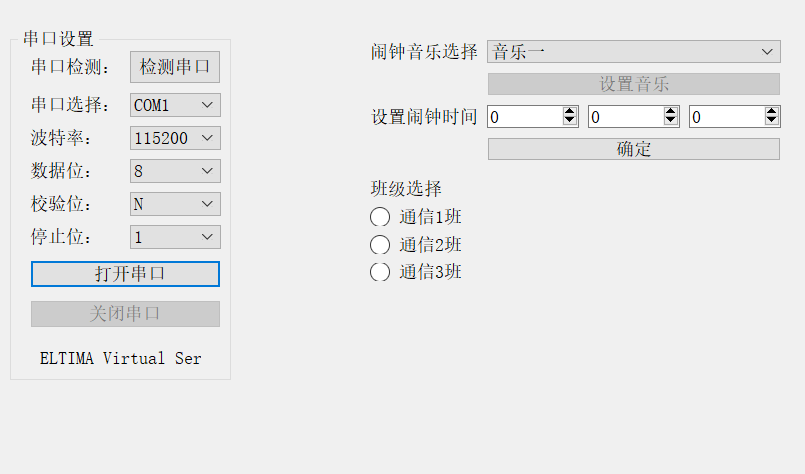 串口设置
串口检测： 检测串口
串口选择： COM1
波特率： 115200
数据位： 8
校验位： N
停止位： 1
打开串口
关闭串口
ELTIMA Virtual Ser
闹钟音乐选择 音乐一
设置音乐
设置闹钟时间 0 0 0
确定
班级选择
通信1班
通信2班
通信3班